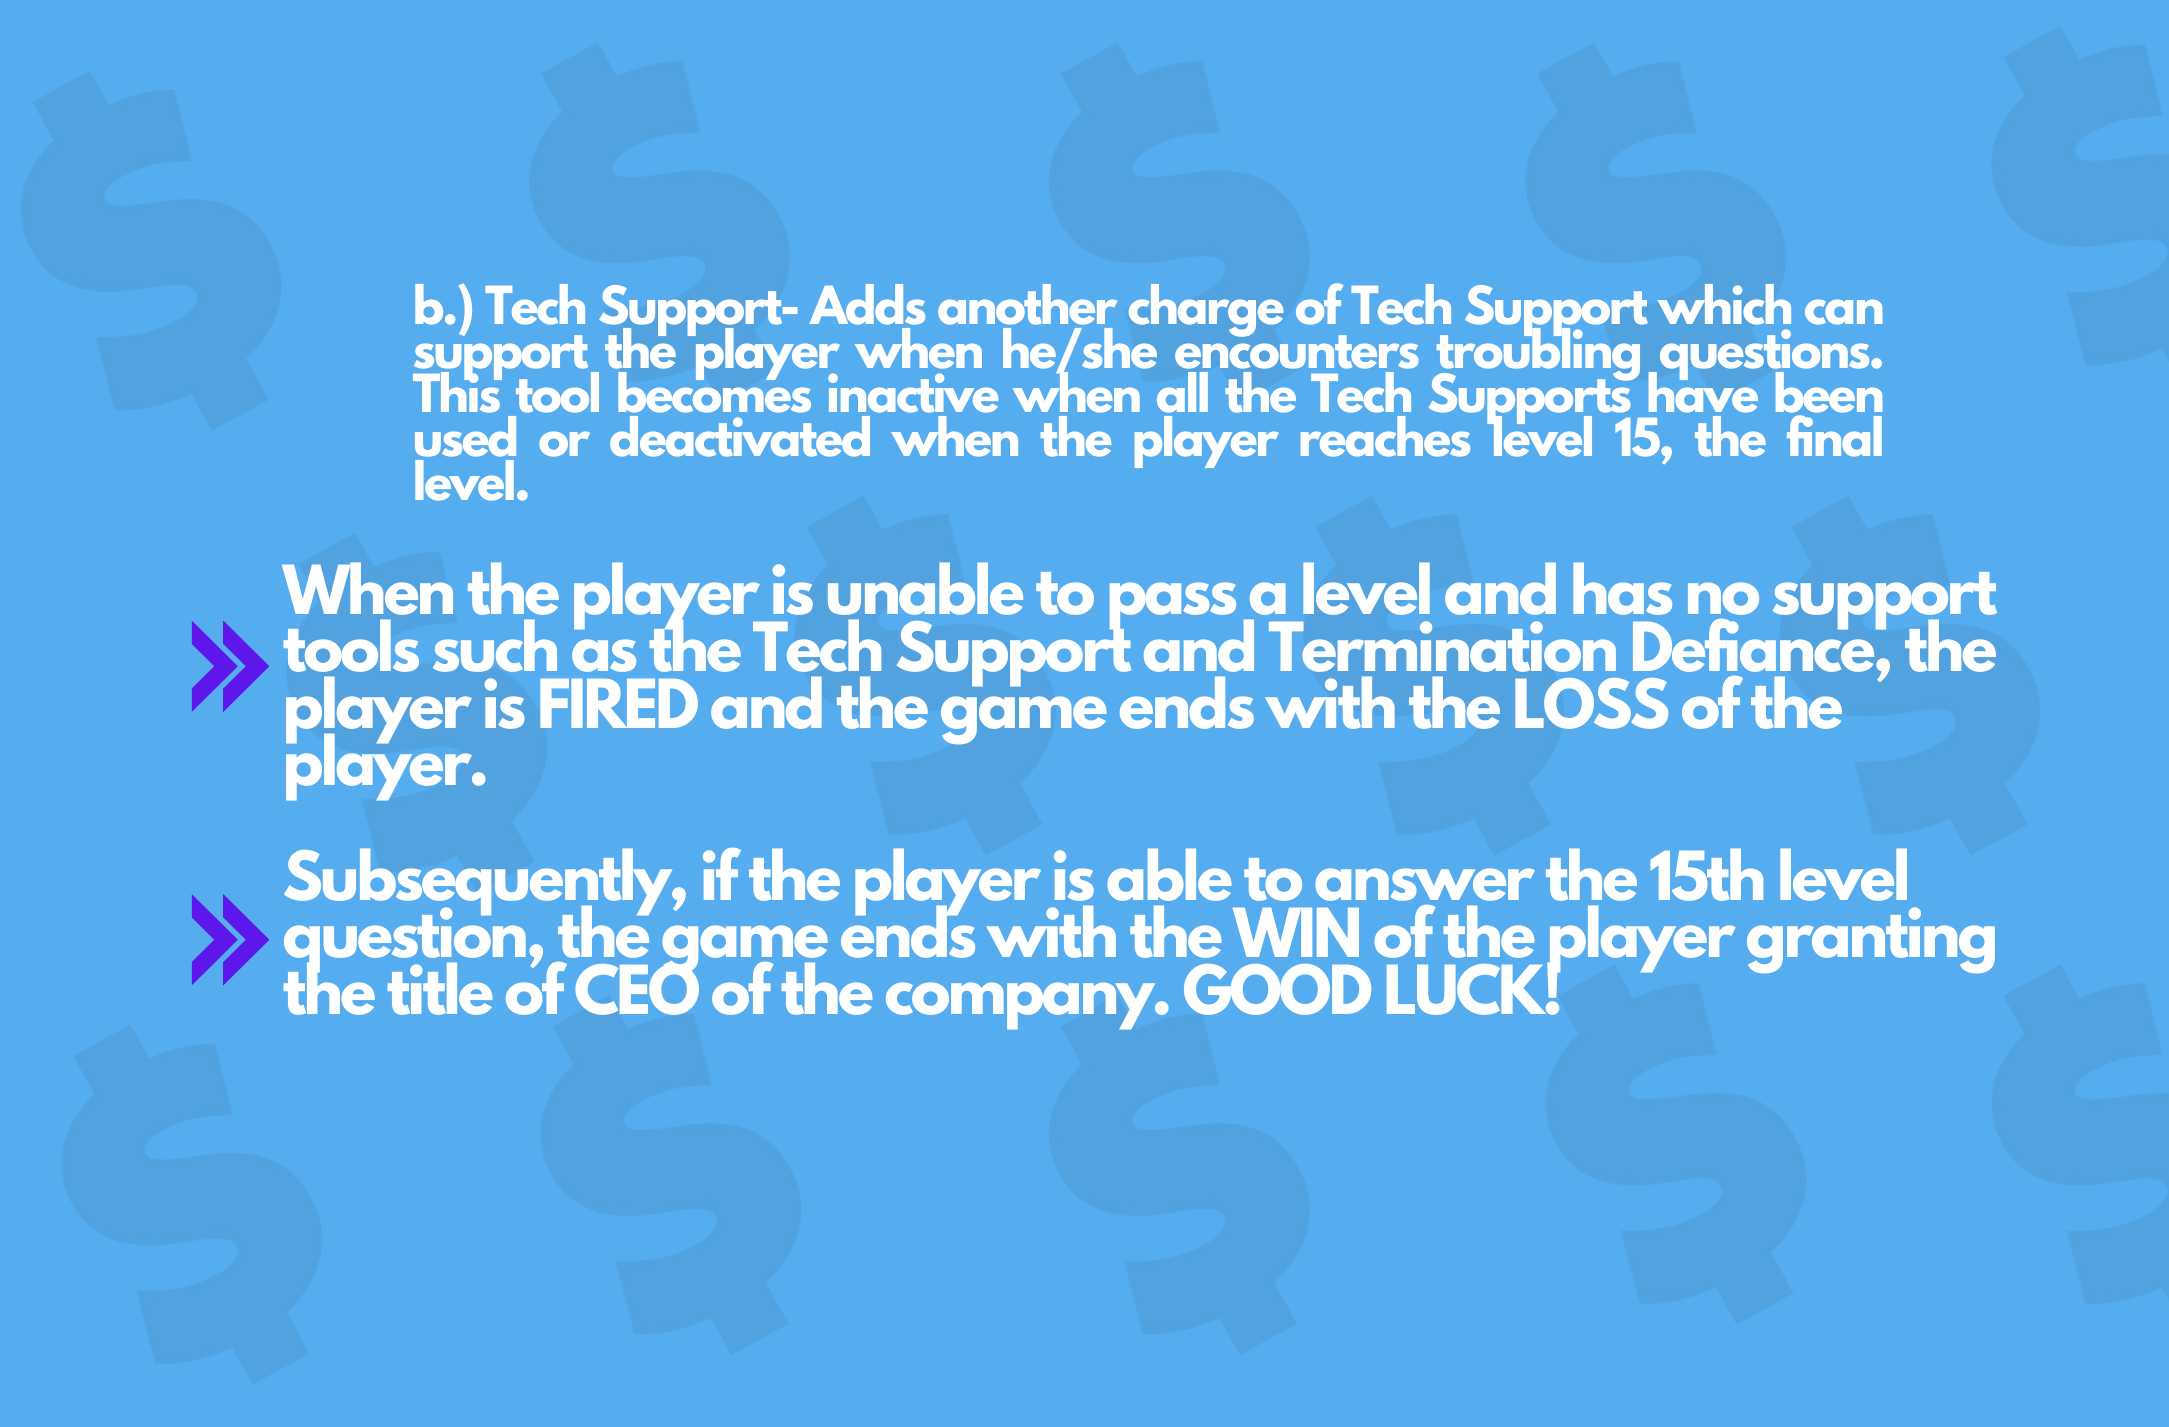 b.) Tech Support- Adds another charge of Tech Support which can
support the player when he/she encounters troubling questions.
This tool becomes inactive when all the Tech Supports have been
used or deactivated when the player reaches level 15, the final
level.
When the player is unable to pass a level and has no support
tools such as the Tech Support and Termination Defiance, the
player is FIRED and the game ends with the LOSS of the
player.
Subsequently, if the player is able to answer the 15th level
question, the game ends with the WIN of the player granting
the title of CEO of the company. GOOD LUCK!